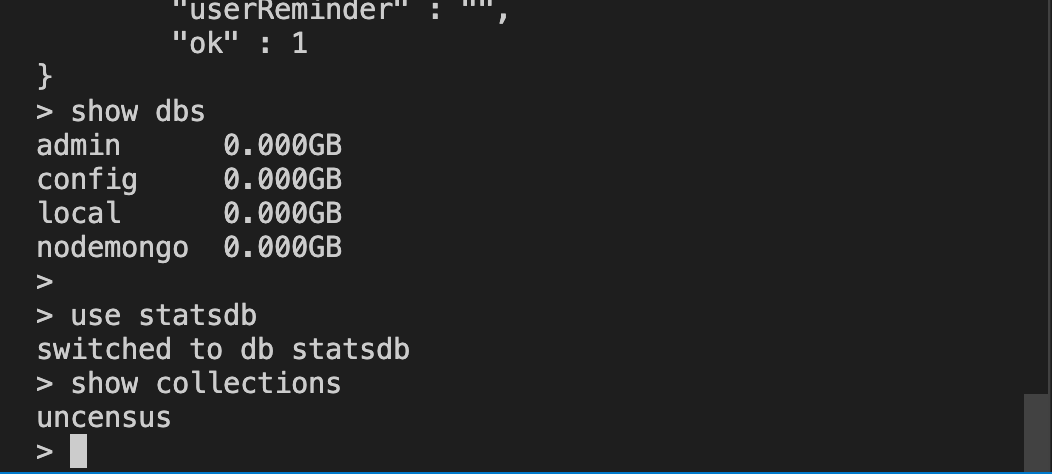 "userReminder" : "",
"ok" : 1
}
> show dbs
admin      0.000GB
config     0.000GB
local      0.000GB
nodemongo  0.000GB
>
> use statsdb
switched to db statsdb
> show collections
uncensus
>